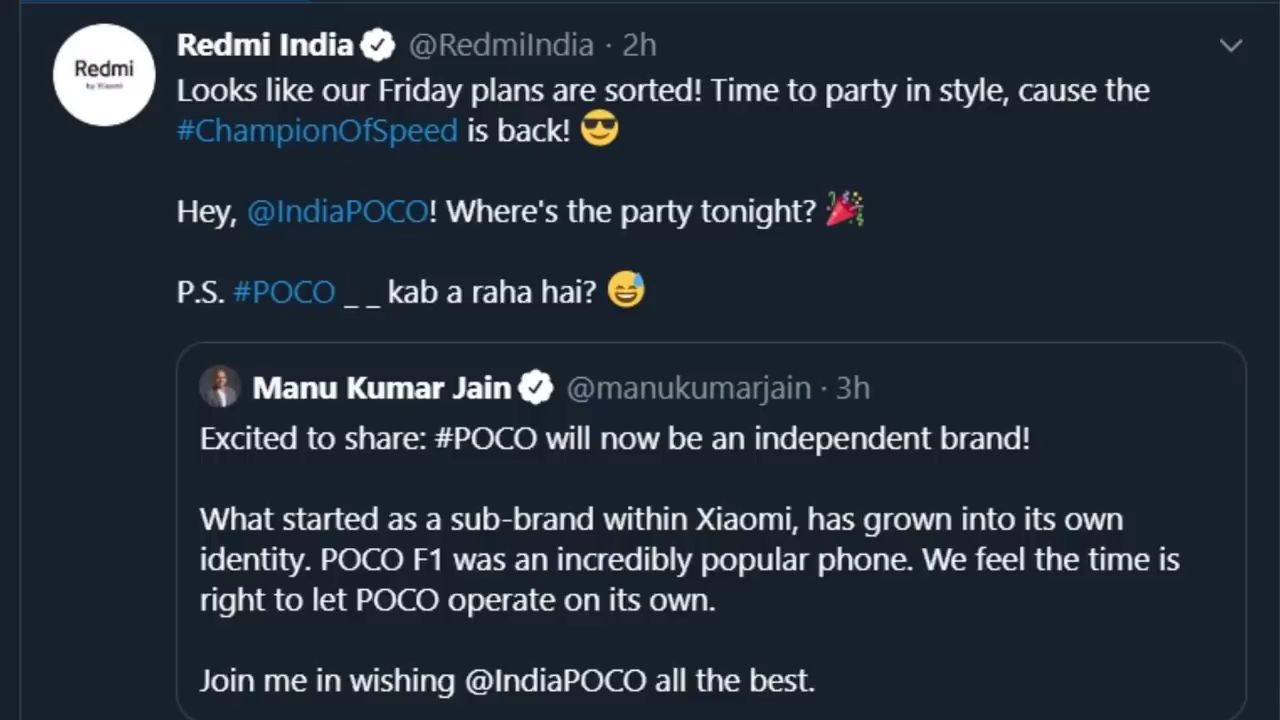 Redmi
by Xiaomi
Redmi India @RedmiIndia · 2h
Looks like our Friday plans are sorted! Time to party in style, cause the
#ChampionOfSpeed is back! 😎
Hey, @IndiaPOCO! Where's the party tonight? 🎉
P.S. #POCO _ _ kab a raha hai? 😅
Manu Kumar Jain @manukumarjain · 3h
Excited to share: #POCO will now be an independent brand!
What started as a sub-brand within Xiaomi, has grown into its own
identity. POCO F1 was an incredibly popular phone. We feel the time is
right to let POCO operate on its own.
Join me in wishing @IndiaPOCO all the best.